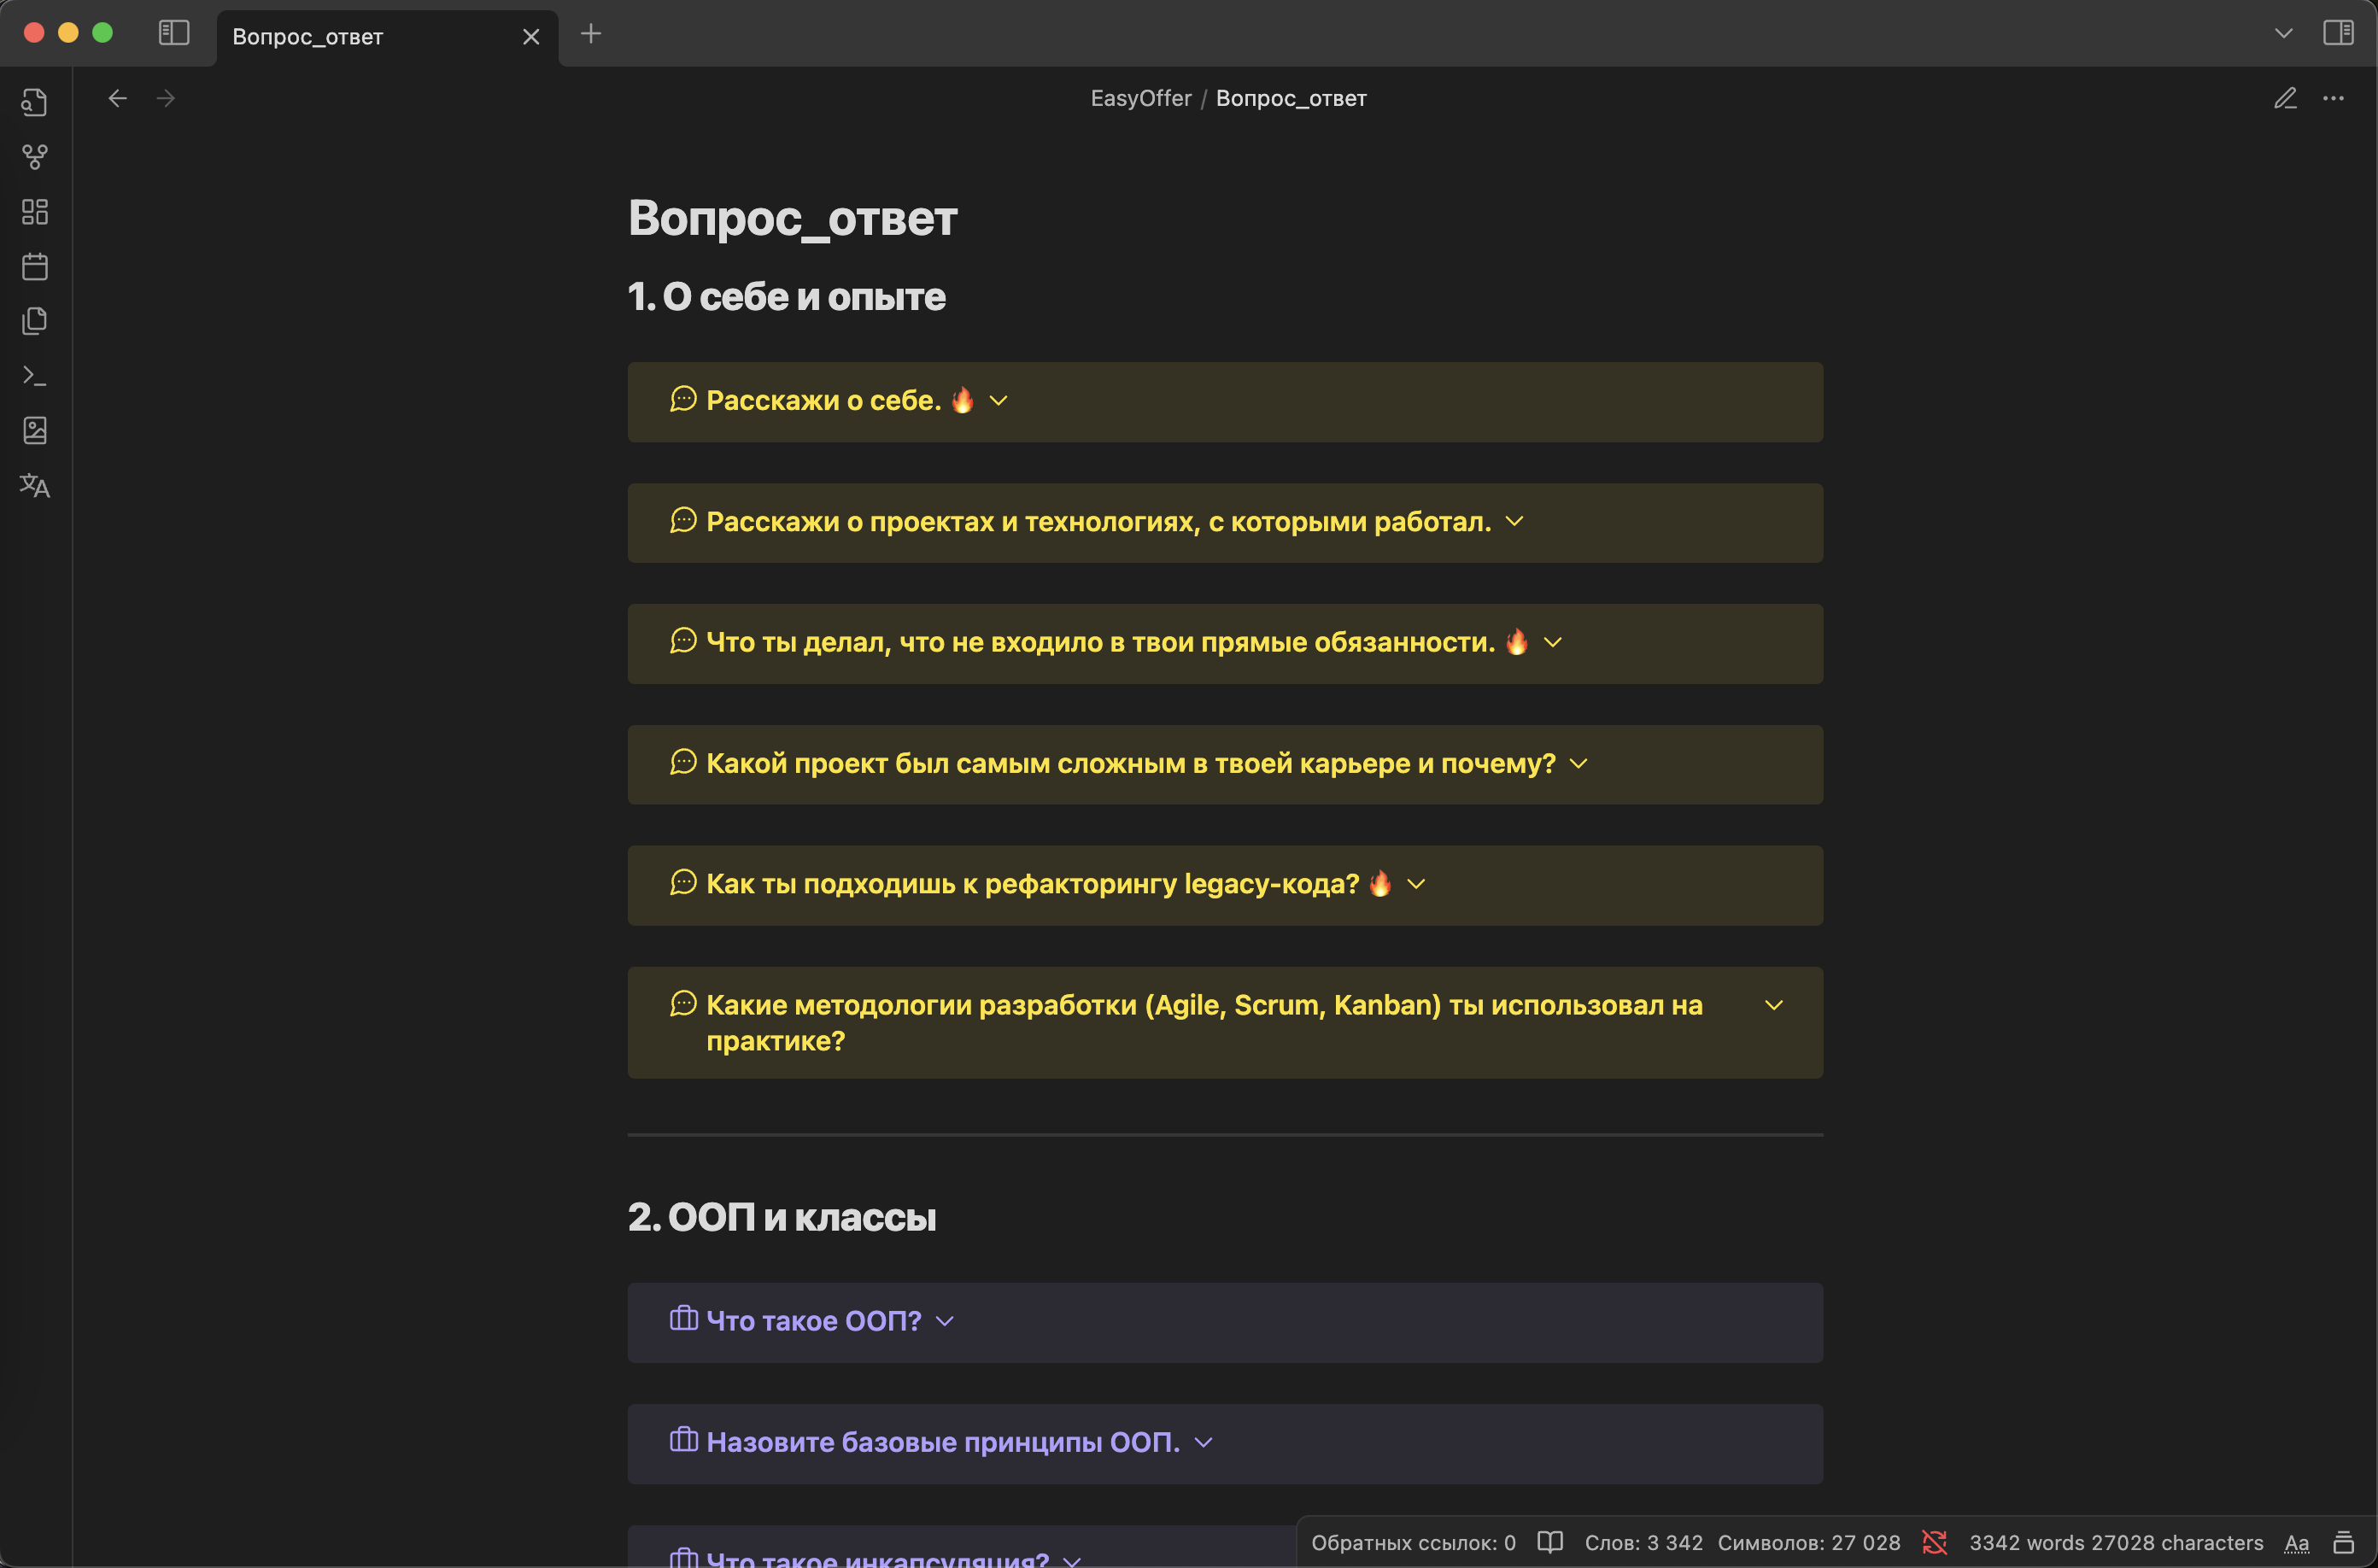 Вопрос_ответ
EasyOffer / Вопрос_ответ
Вопрос_ответ
1. О себе и опыте
Расскажи о себе. 🔥
Расскажи о проектах и технологиях, с которыми работал.
Что ты делал, что не входило в твои прямые обязанности. 🔥
Какой проект был самым сложным в твоей карьере и почему?
Как ты подходишь к рефакторингу legacy-кода? 🔥
Какие методологии разработки (Agile, Scrum, Kanban) ты использовал на
практике?
2. ООП и классы
Что такое ООП?
Назовите базовые принципы ООП.
Что такое инкапсуляция?
Обратных ссылок: 0 Слов: 3 342 Символов: 27 028 3342 words 27028 characters Aa